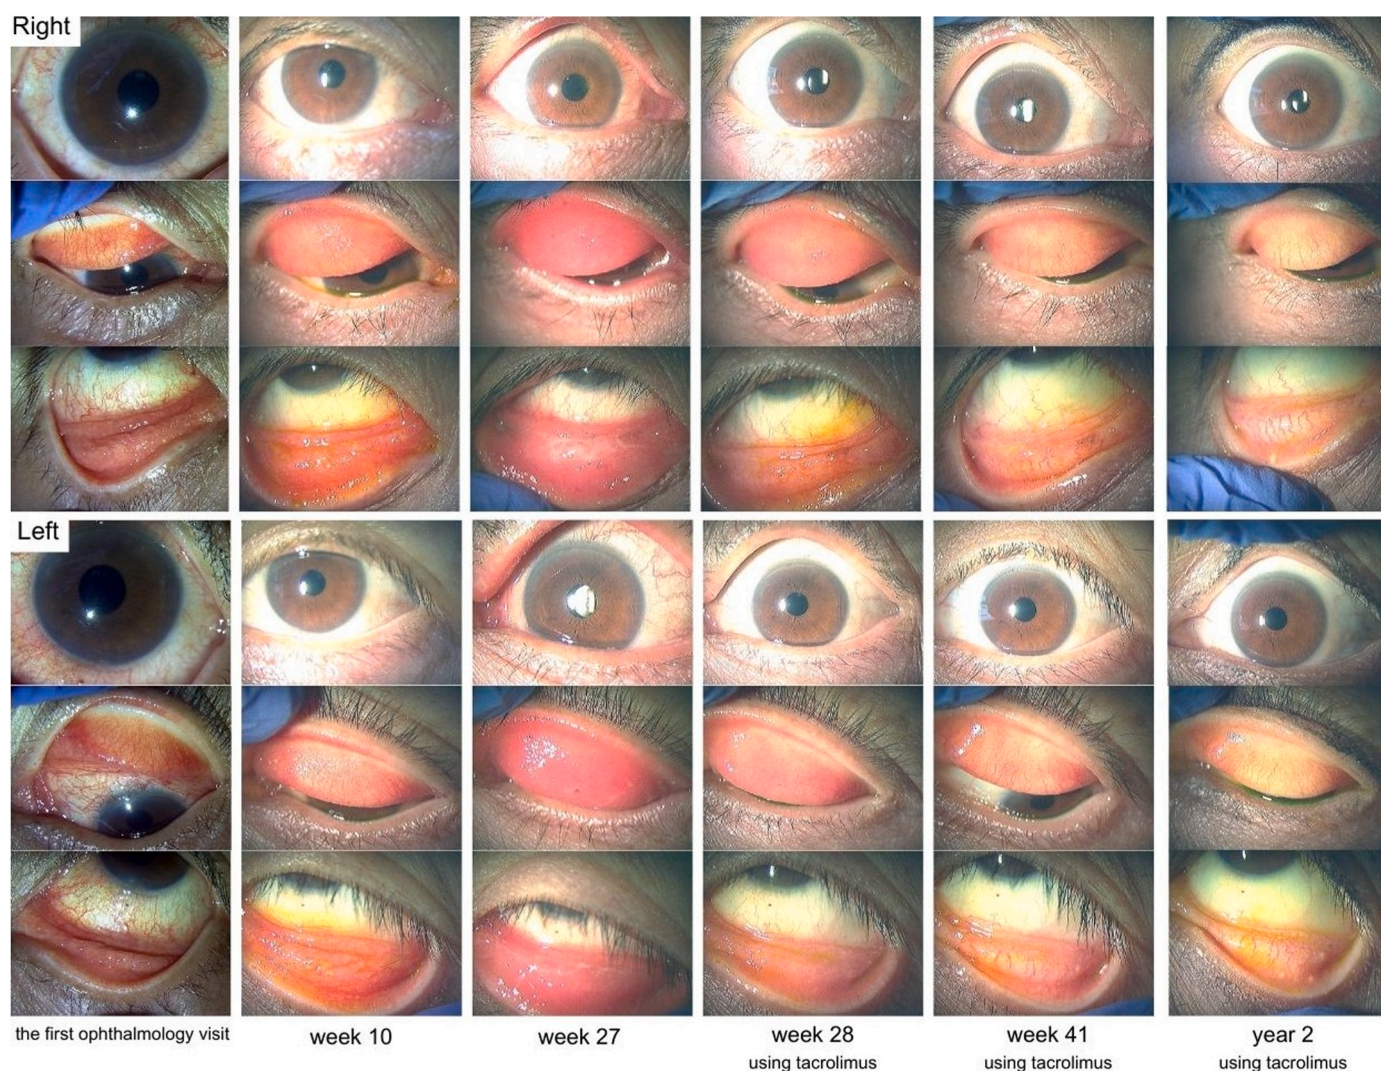 Right
Left
the first ophthalmology visit
week 10
week 27
week 28
week 41
year 2
using tacrolimus
using tacrolimus
using tacrolimus